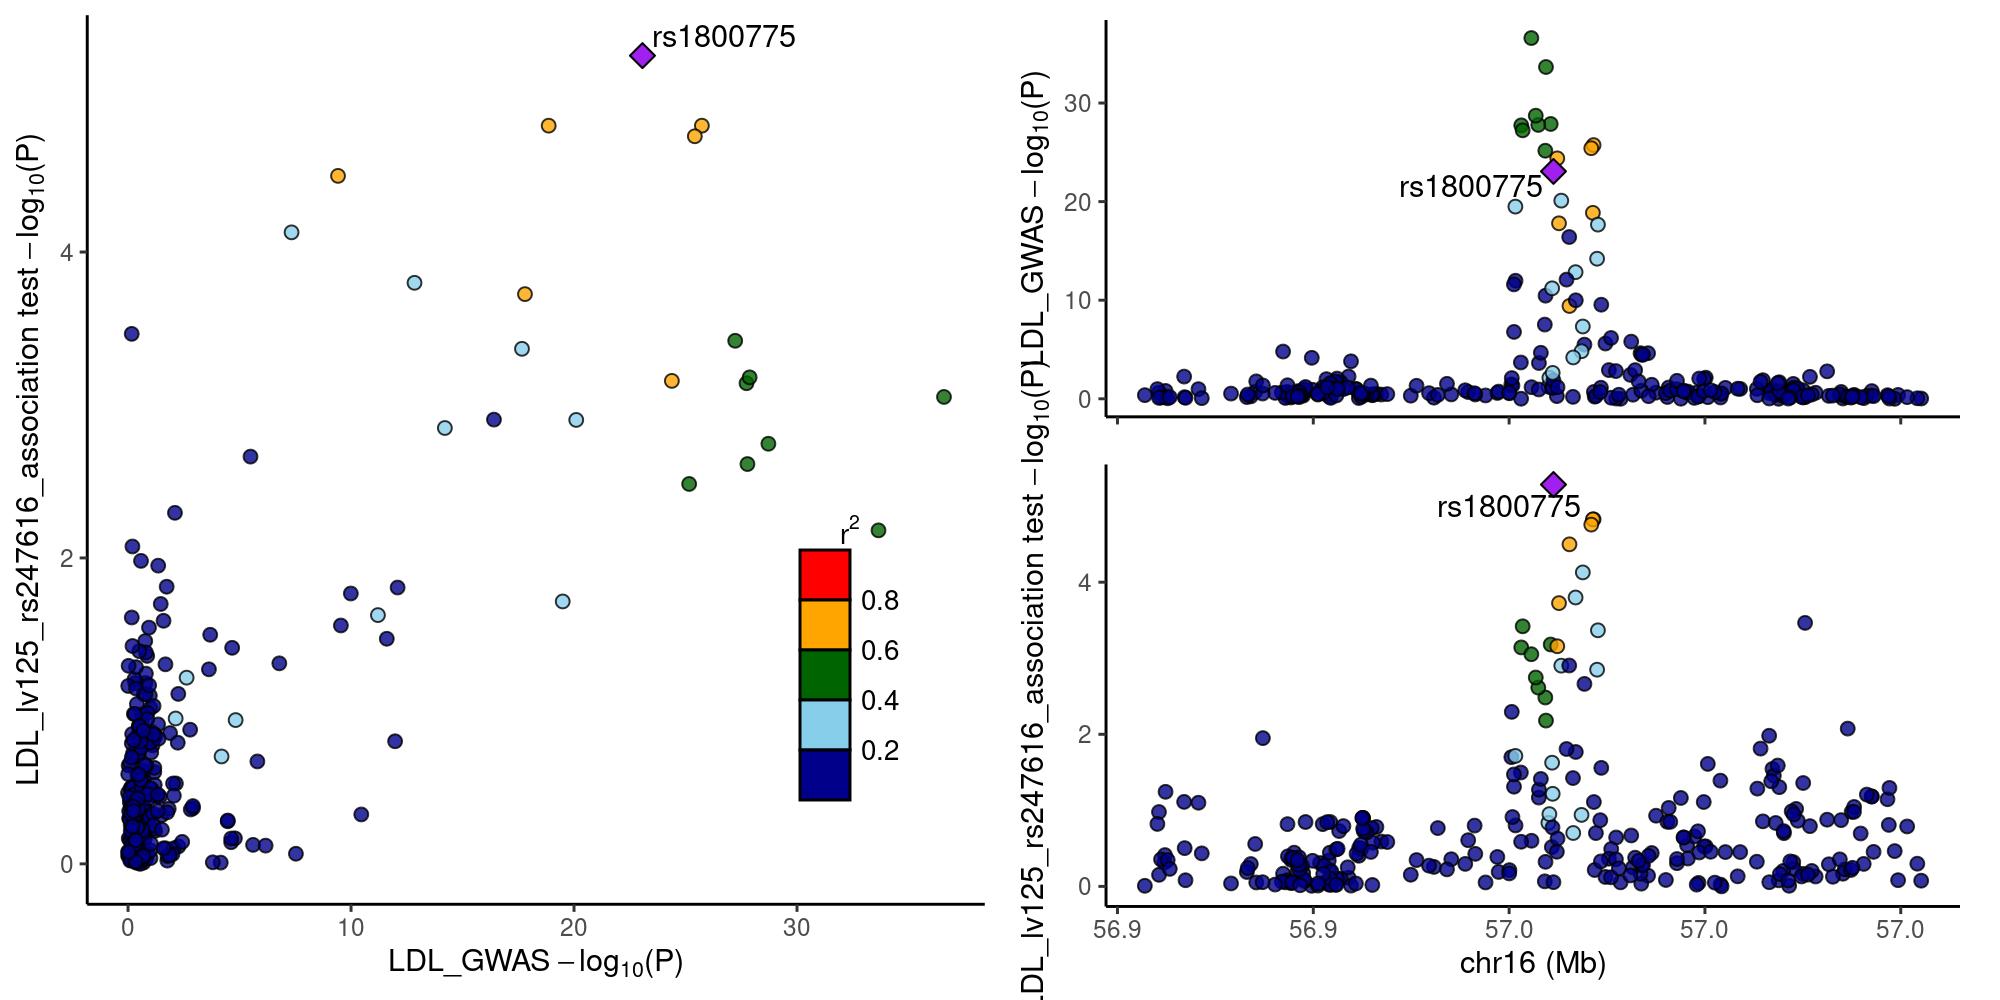 LDL_lv125_rs247616_association test −log10(P)
rs1800775
4
2
0
r2
0.8
0.6
0.4
0.2
0
10
20
30
LDL_GWAS −log10(P)
LDL_GWAS −log10(P)
30
20
10
0
rs1800775
LDL_lv125_rs247616_association test −log10(P)
4
2
0
rs1800775
56.9
56.9
57.0
57.0
57.0
chr16 (Mb)